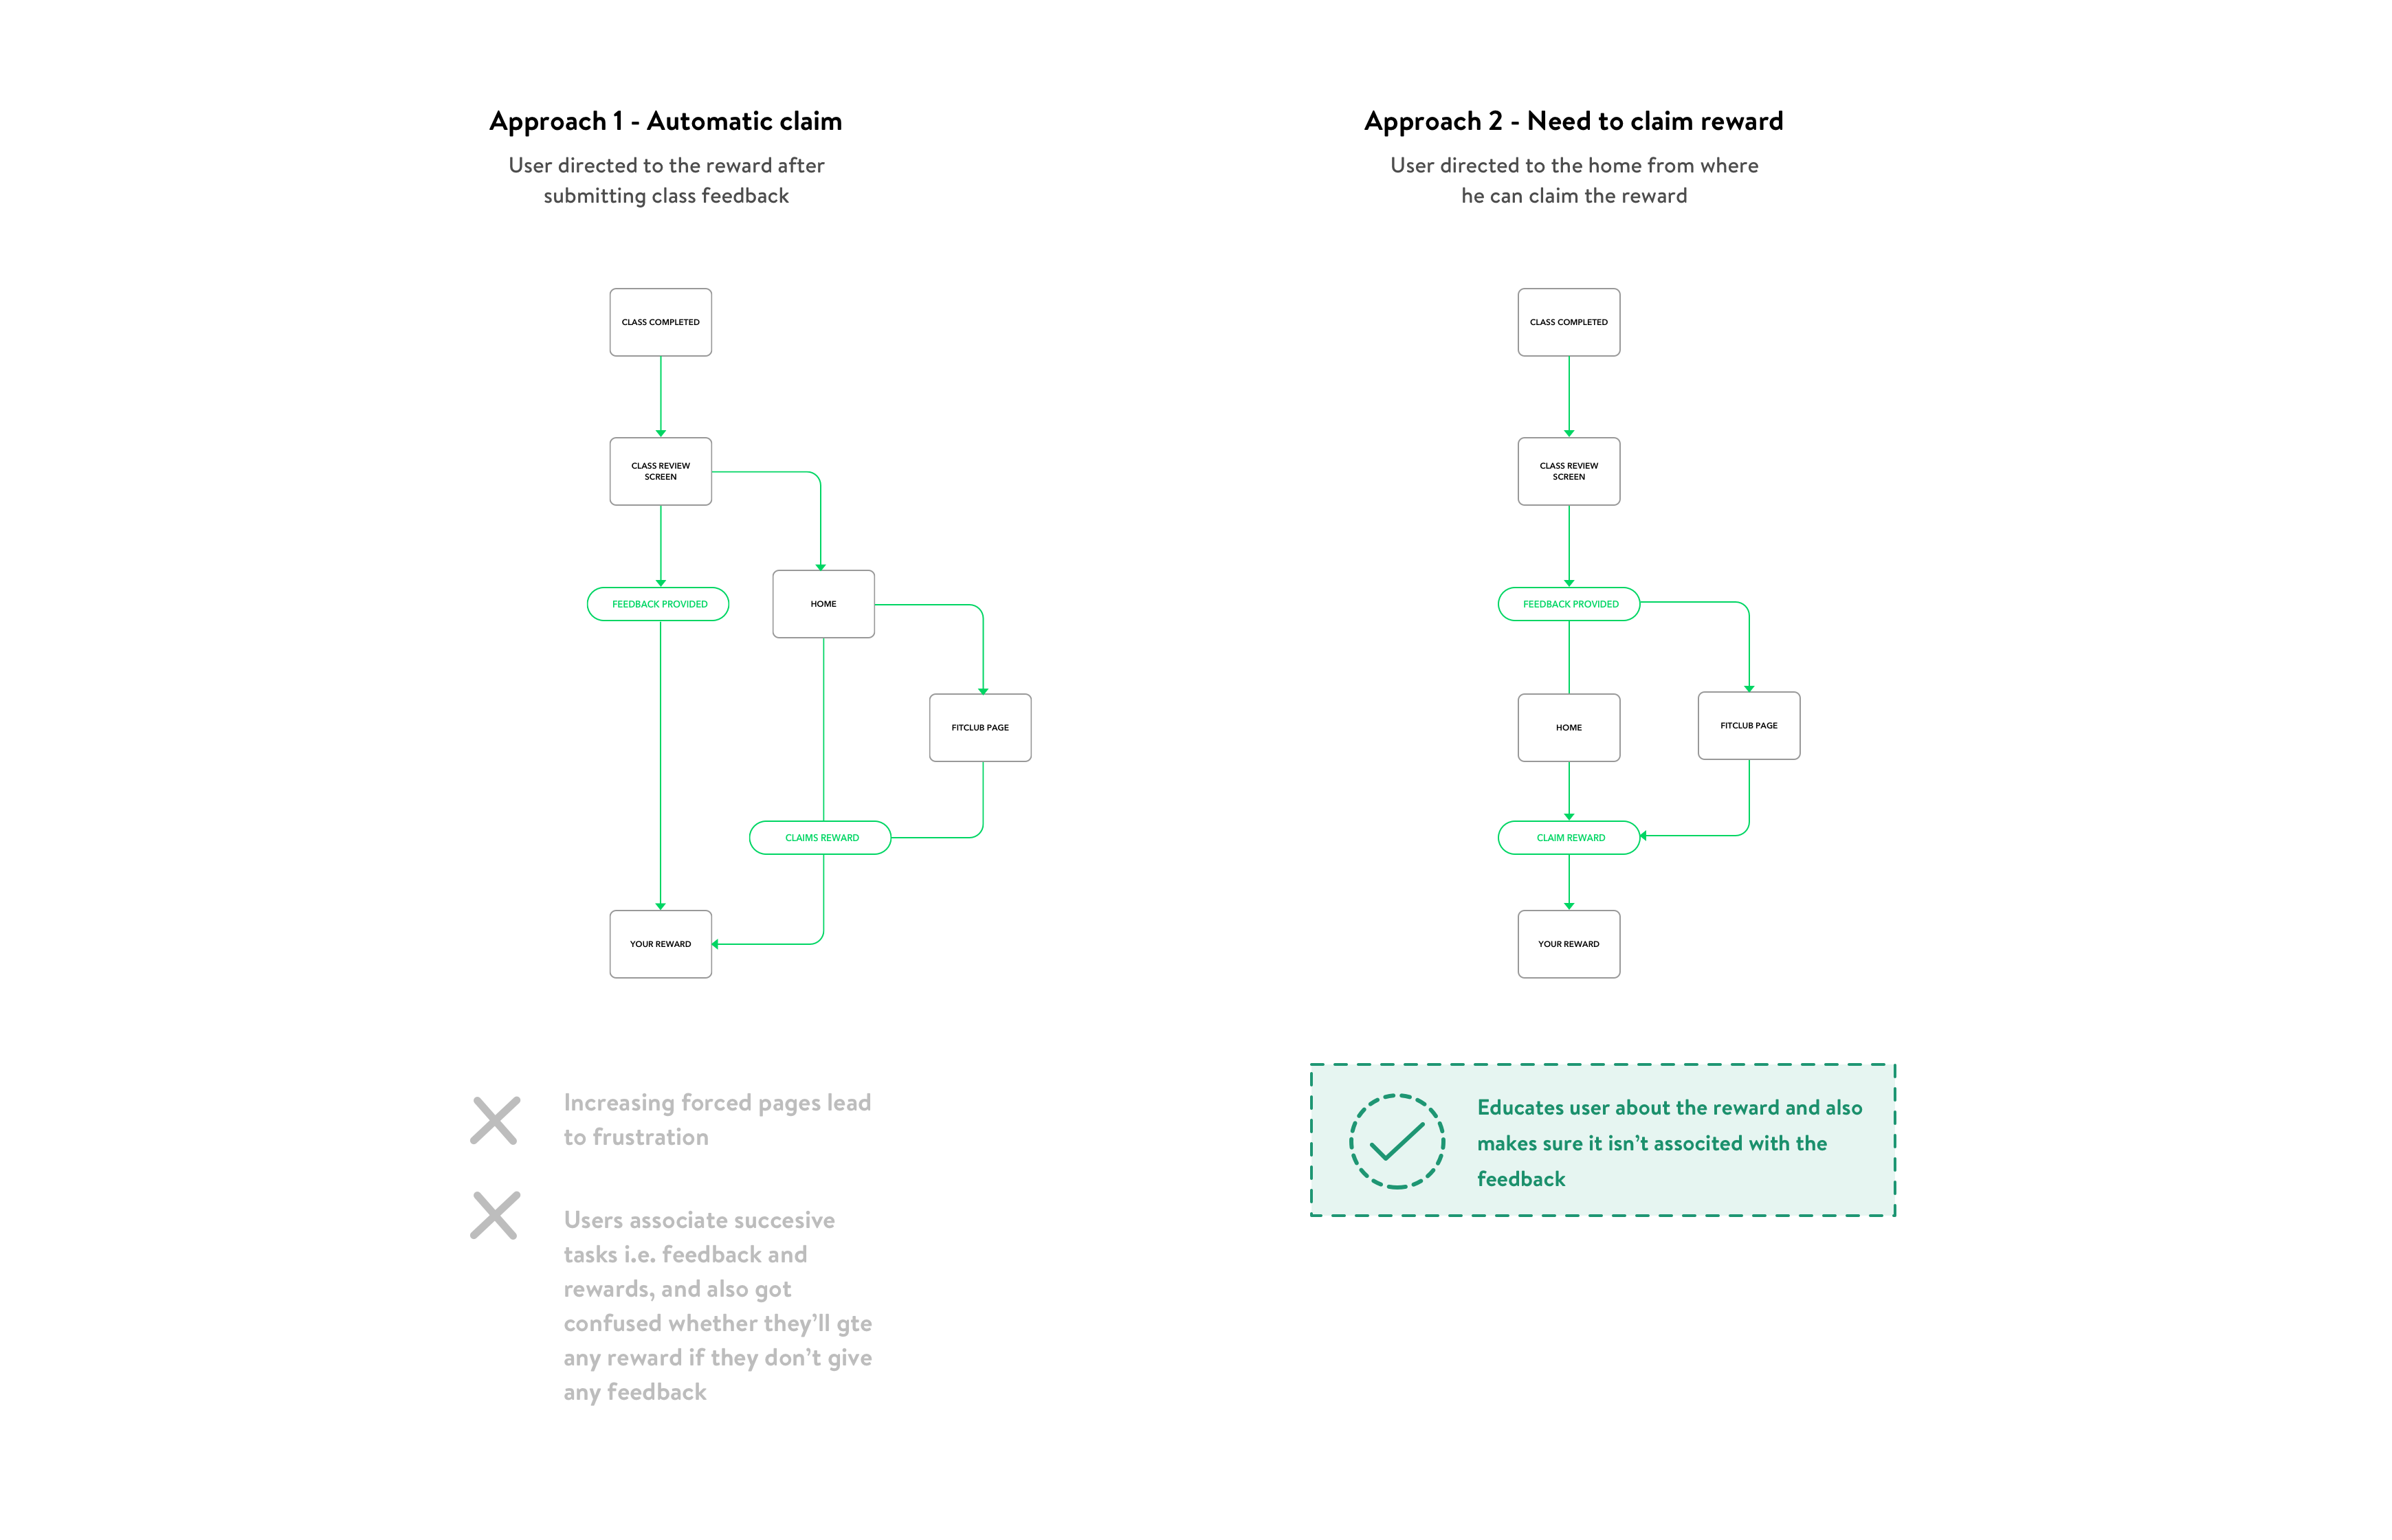 Approach 1 - Automatic claim
User directed to the reward after
submitting class feedback
CLASS COMPLETED
CLASS REVIEW
SCREEN
FEEDBACK PROVIDED
HOME
FITCLUB PAGE
CLAIMS REWARD
YOUR REWARD
Increasing forced pages lead
to frustration
Users associate succesive
tasks i.e. feedback and
rewards, and also got
confused whether they’ll gte
any reward if they don’t give
any feedback
Approach 2 - Need to claim reward
User directed to the home from where
he can claim the reward
CLASS COMPLETED
CLASS REVIEW
SCREEN
FEEDBACK PROVIDED
HOME
FITCLUB PAGE
CLAIM REWARD
YOUR REWARD
Educates user about the reward and also
makes sure it isn’t associted with the
feedback